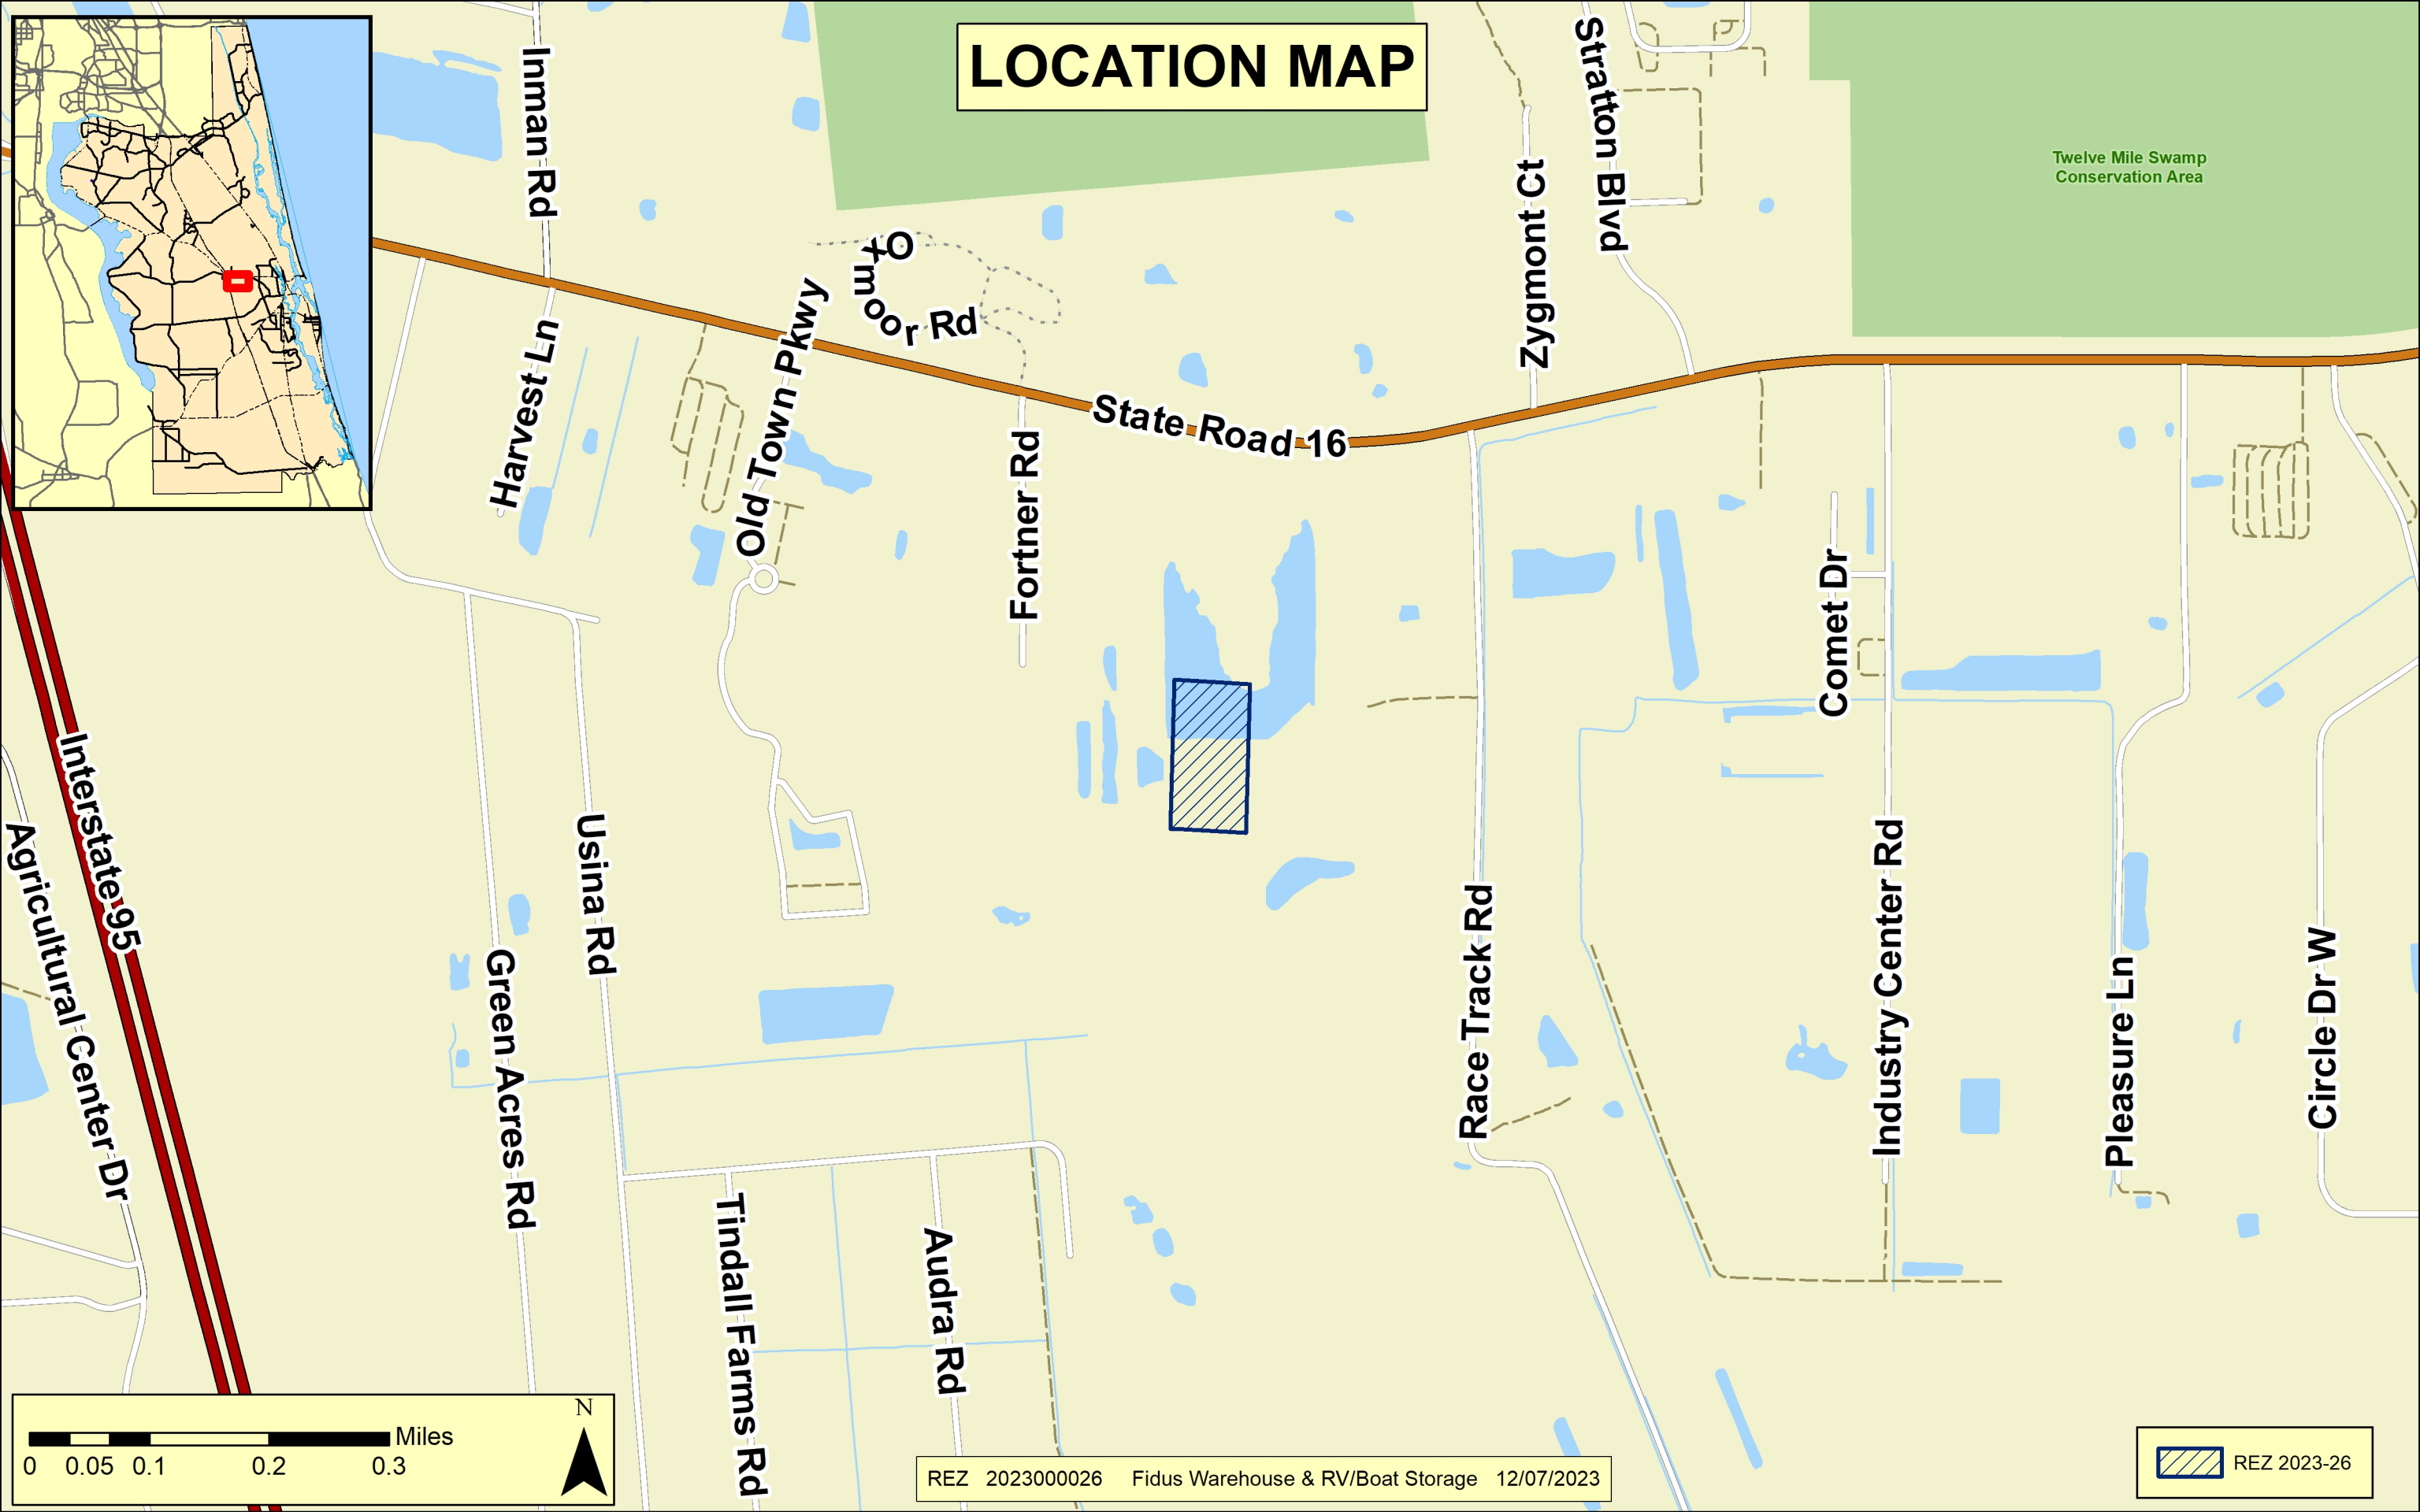 LOCATION MAP
Inmann Rd
Stratton Blvd
Zygmont Ct
Twelve Mile Swamp
Conservation Area
Oxmoor Rd
Harvest Ln
Old Town Pkwy
State Road 16
Fortner Rd
Comet Dr
Interstate 95
Agricultural Center Dr
Usina Rd
Green Acres Rd
Race Track Rd
Industry Center Rd
Pleasure Ln
Circle Dr W
Tindall Farms Rd
Audra Rd
N
Miles
0 0.05 0.1 0.2 0.3
REZ 2023000026 Fidus Warehouse & RV/Boat Storage 12/07/2023
REZ 2023-26